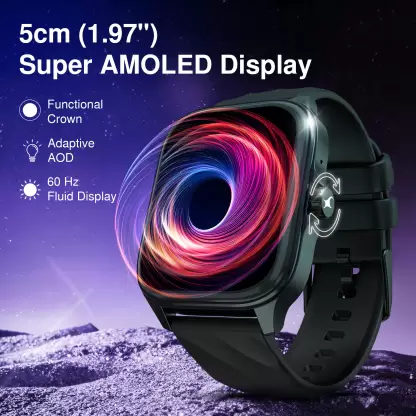 5cm (1.97")
Super AMOLED Display
Functional
Crown
Adaptive
AOD
60 Hz
Fluid Display